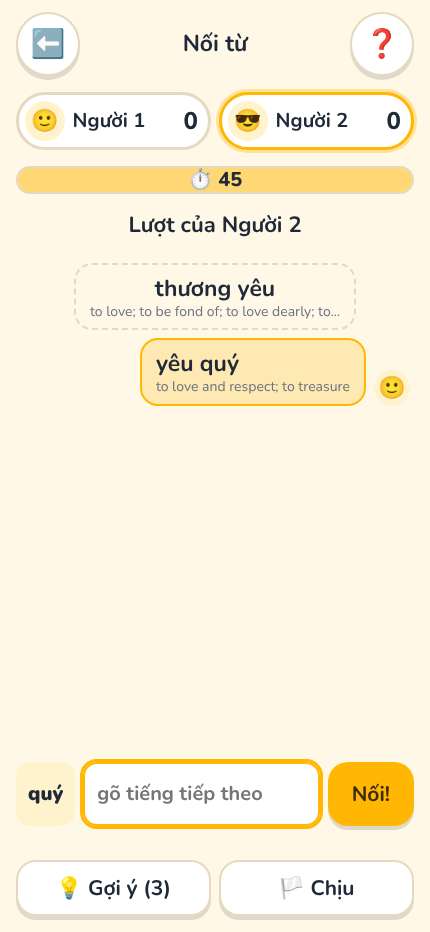 Nối từ
Người 1 0
Người 2 0
45
Lượt của Người 2
thương yêu
to love; to be fond of; to love dearly; to...
yêu quý
to love and respect; to treasure
quý
gõ tiếng tiếp theo
Nối!
Gợi ý (3)
Chịu